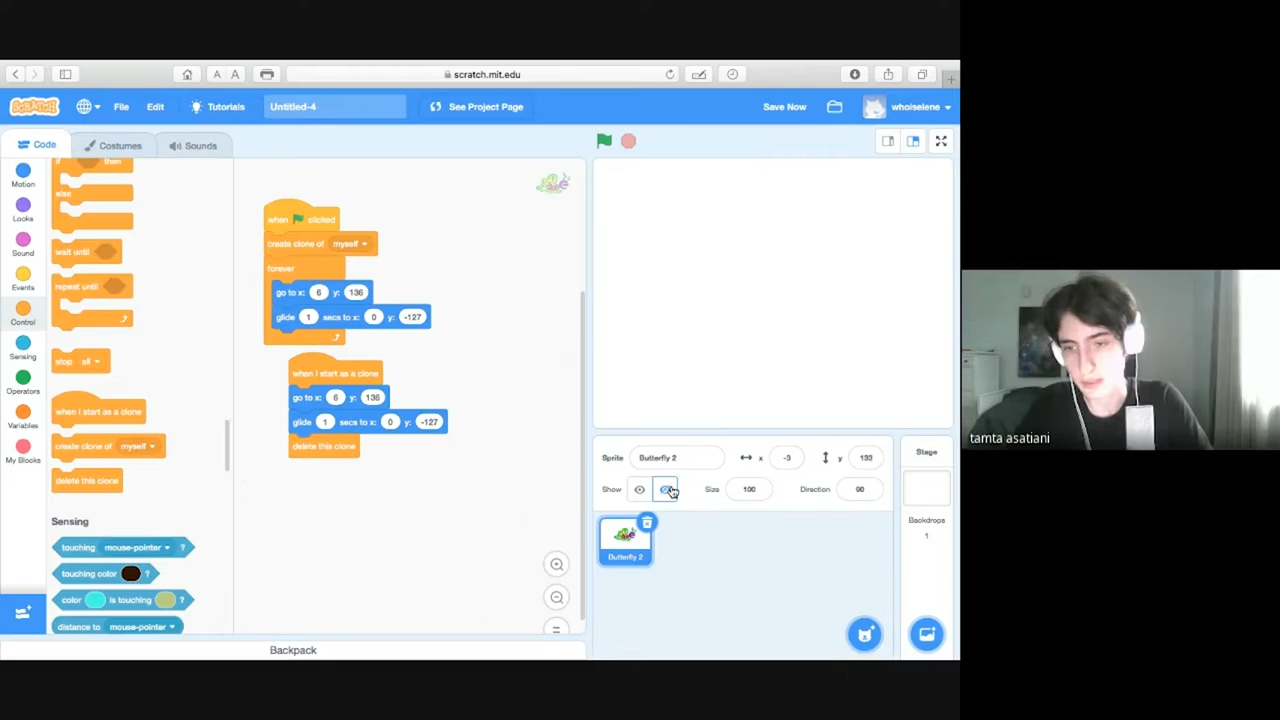 scratch.mit.edu
A A
SCRATCH
File Edit Tutorials
Untitled-4
See Project Page
Save Now
whoiselene
Code
Costumes
Sounds
Motion
Looks
Sound
Events
Control
Sensing
Operators
Variables
My Blocks
if then
else
wait until
repeat until
stop all
when I start as a clone
create clone of myself
delete this clone
Sensing
touching mouse-pointer ?
touching color ?
color is touching ?
distance to mouse-pointer
when clicked
create clone of myself
forever
go to x: 6 y: 136
glide 1 secs to x: 0 y: -127
when I start as a clone
go to x: 6 y: 136
glide 1 secs to x: 0 y: -127
delete this clone
Backpack
Sprite Butterfly 2 x -3 y 133
Show Size 100 Direction 90
Butterfly 2
Stage
Backdrops
1
tamta asatiani